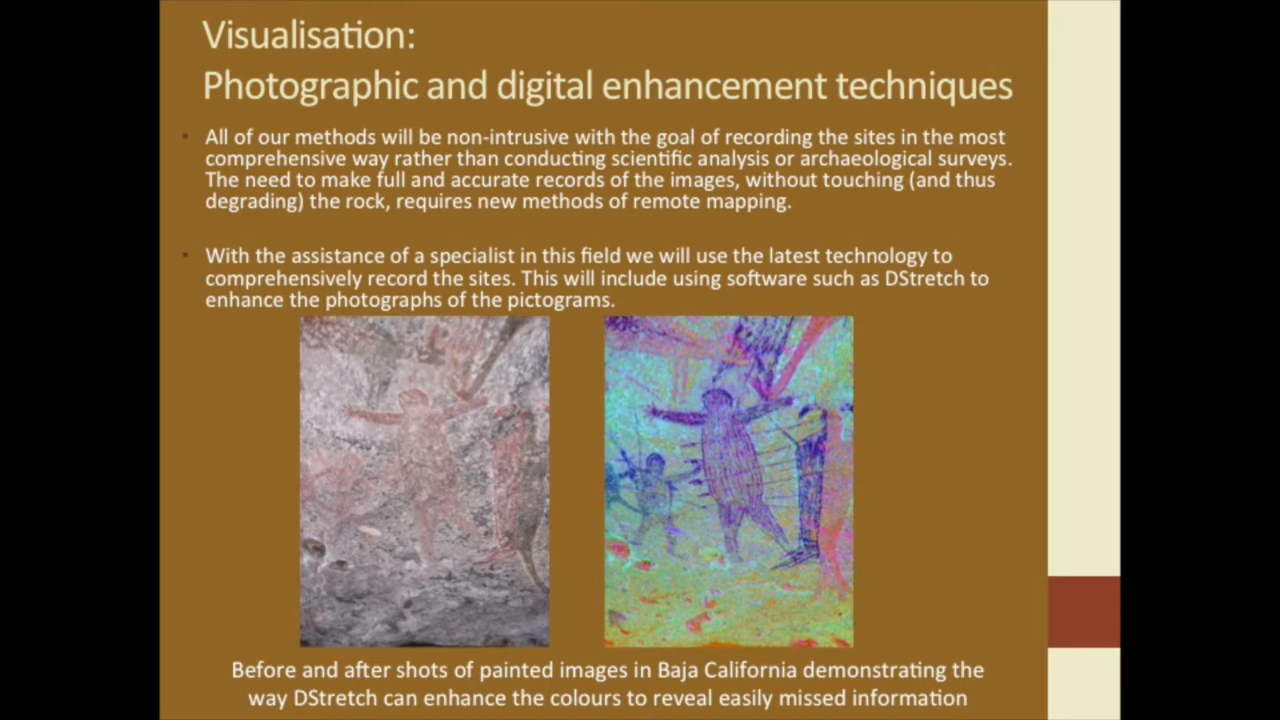 Visualisation:
Photographic and digital enhancement techniques
All of our methods will be non-intrusive with the goal of recording the sites in the most
comprehensive way rather than conducting scientific analysis or archaeological surveys.
The need to make full and accurate records of the images, without touching (and thus
degrading) the rock, requires new methods of remote mapping.
With the assistance of a specialist in this field we will use the latest technology to
comprehensively record the sites. This will include using software such as DStretch to
enhance the photographs of the pictograms.
Before and after shots of painted images in Baja California demonstrating the
way DStretch can enhance the colours to reveal easily missed information